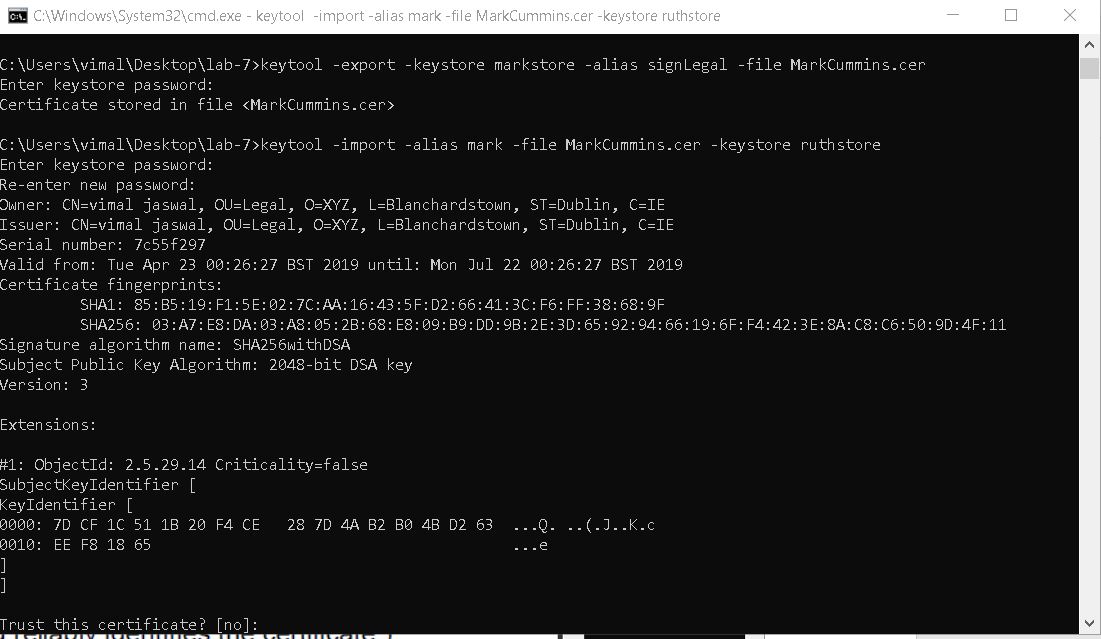 C:\Windows\System32\cmd.exe - keytool  -import -alias mark -file MarkCummins.cer -keystore ruthstore
C:\Users\vimal\Desktop\lab-7>keytool -export -keystore markstore -alias signLegal -file MarkCummins.cer
Enter keystore password:
Certificate stored in file <MarkCummins.cer>
C:\Users\vimal\Desktop\lab-7>keytool -import -alias mark -file MarkCummins.cer -keystore ruthstore
Enter keystore password:
Re-enter new password:
Owner: CN=vimal jaswal, OU=Legal, O=XYZ, L=Blanchardstown, ST=Dublin, C=IE
Issuer: CN=vimal jaswal, OU=Legal, O=XYZ, L=Blanchardstown, ST=Dublin, C=IE
Serial number: 7c55f297
Valid from: Tue Apr 23 00:26:27 BST 2019 until: Mon Jul 22 00:26:27 BST 2019
Certificate fingerprints:
SHA1: 85:B5:19:F1:5E:02:7C:AA:16:43:5F:D2:66:41:3C:F6:FF:38:68:9F
SHA256: 03:A7:E8:DA:03:A8:05:2B:68:E8:09:B9:DD:9B:2E:3D:65:92:94:66:19:6F:F4:42:3E:8A:C8:C6:50:9D:4F:11
Signature algorithm name: SHA256withDSA
Subject Public Key Algorithm: 2048-bit DSA key
Version: 3
Extensions:
#1: ObjectId: 2.5.29.14 Criticality=false
SubjectKeyIdentifier [
KeyIdentifier [
0000: 7D CF 1C 51 1B 20 F4 CE   28 7D 4A B2 B0 4B D2 63  ...Q. ..(.J..K.c
0010: EE F8 18 65                                        ...e
]
]
Trust this certificate? [no]: